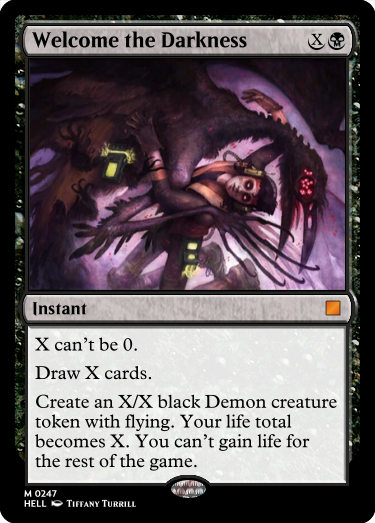 Welcome the Darkness X
Instant
X can't be 0.
Draw X cards.
Create an X/X black Demon creature
token with flying. Your life total
becomes X. You can't gain life for
the rest of the game.
M 0247
HELL Tiffany Turrill